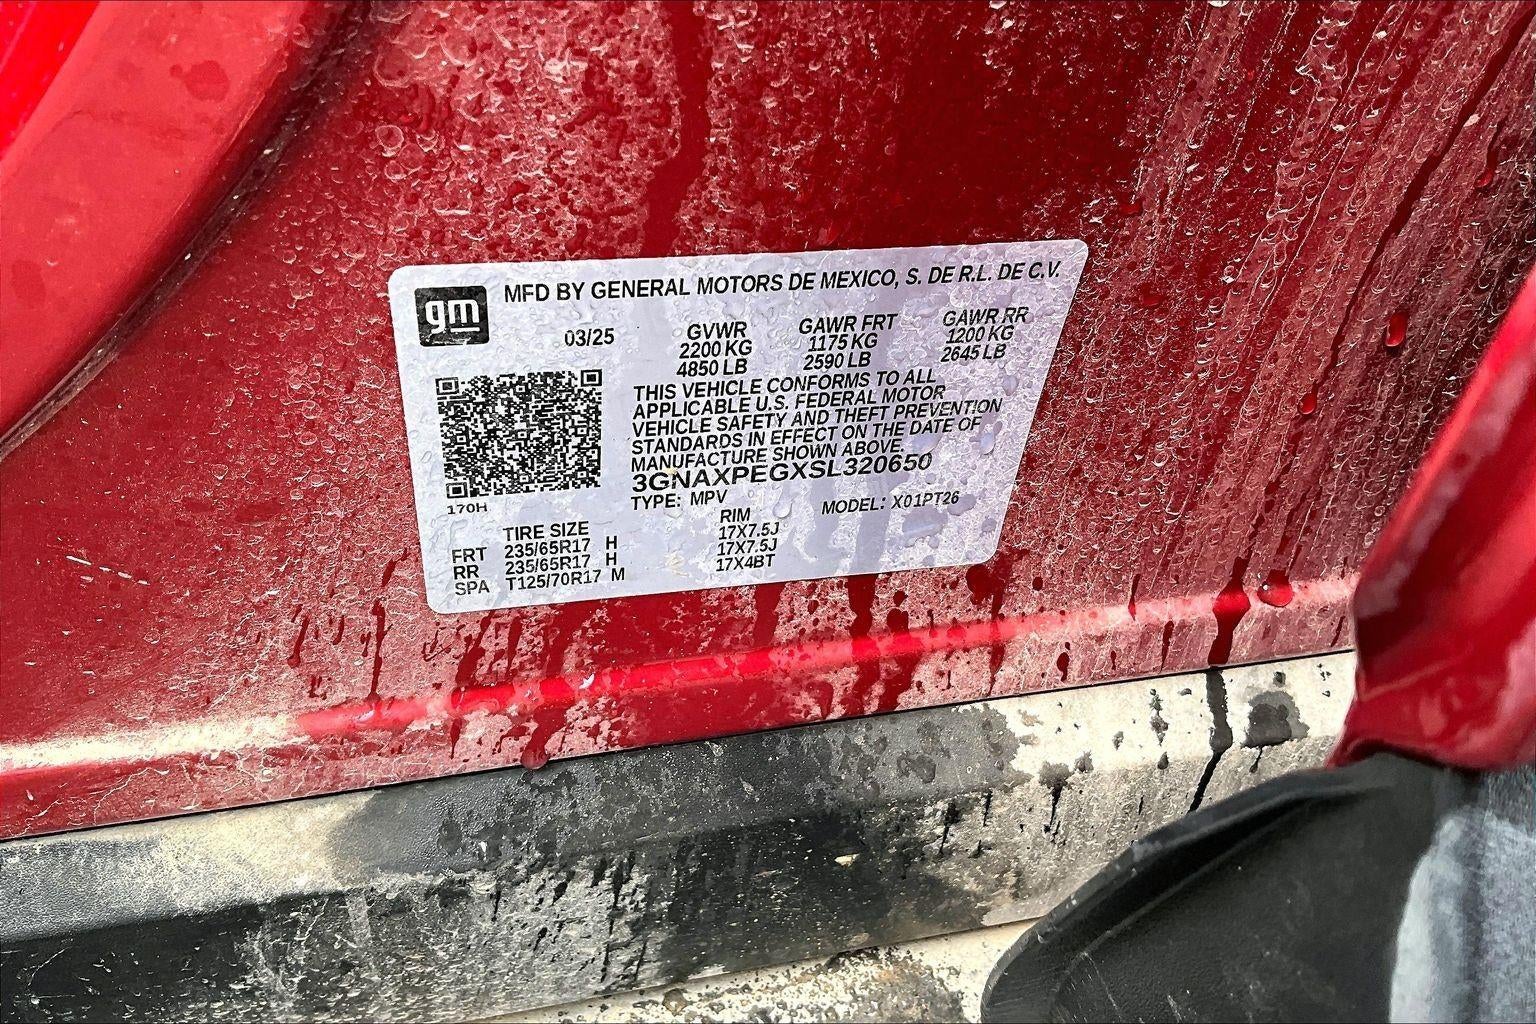 gm
MFD BY GENERAL MOTORS DE MEXICO, S. DE R.L. DE C.V.
03/25 GVWR GAWR FRT GAWR RR
2200 KG 1175 KG 1200 KG
4850 LB 2590 LB 2645 LB
THIS VEHICLE CONFORMS TO ALL
APPLICABLE U.S. FEDERAL MOTOR
VEHICLE SAFETY AND THEFT PREVENTION
STANDARDS IN EFFECT ON THE DATE OF
MANUFACTURE SHOWN ABOVE.
3GNAXPEGXSL320650
170H
TYPE: MPV MODEL: X01PT26
TIRE SIZE RIM
FRT 235/65R17 H 17X7.5J
RR 235/65R17 H 17X7.5J
SPA T125/70R17 M 17X4BT